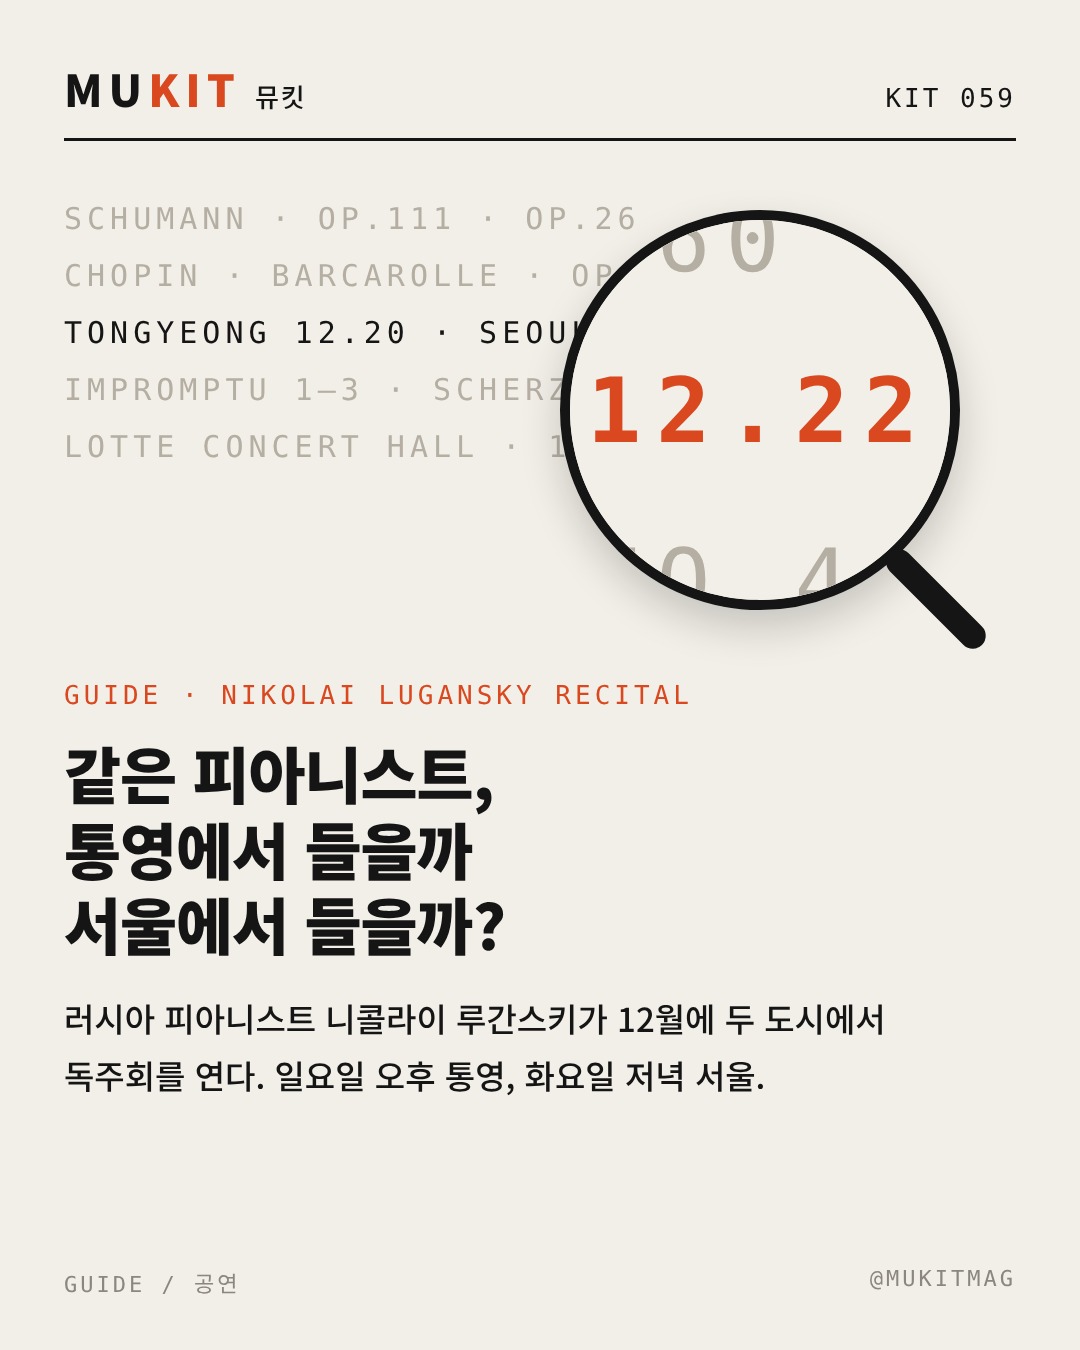 MUKIT 뮤킷
KIT 059
SCHUMANN · OP.111 · OP.26
CHOPIN · BARCAROLLE · OP
60
TONGYEONG 12.20 · SEOUL
12.22
IMPROMPTU 1–3 · SCHERZ
O 4
LOTTE CONCERT HALL · 1
GUIDE · NIKOLAI LUGANSKY RECITAL
같은 피아니스트,
통영에서 들을까
서울에서 들을까?
러시아 피아니스트 니콜라이 루간스키가 12월에 두 도시에서
독주회를 연다. 일요일 오후 통영, 화요일 저녁 서울.
GUIDE / 공연
@MUKITMAG